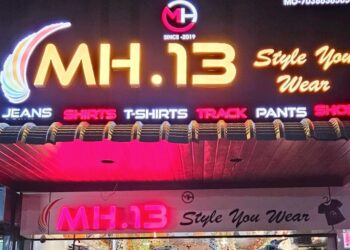 MH
SINCE -2019
MH.13
Style You
Wear
JEANS SHIRTS T-SHIRTS TRACK PANTS
MH.13 Style You Wear